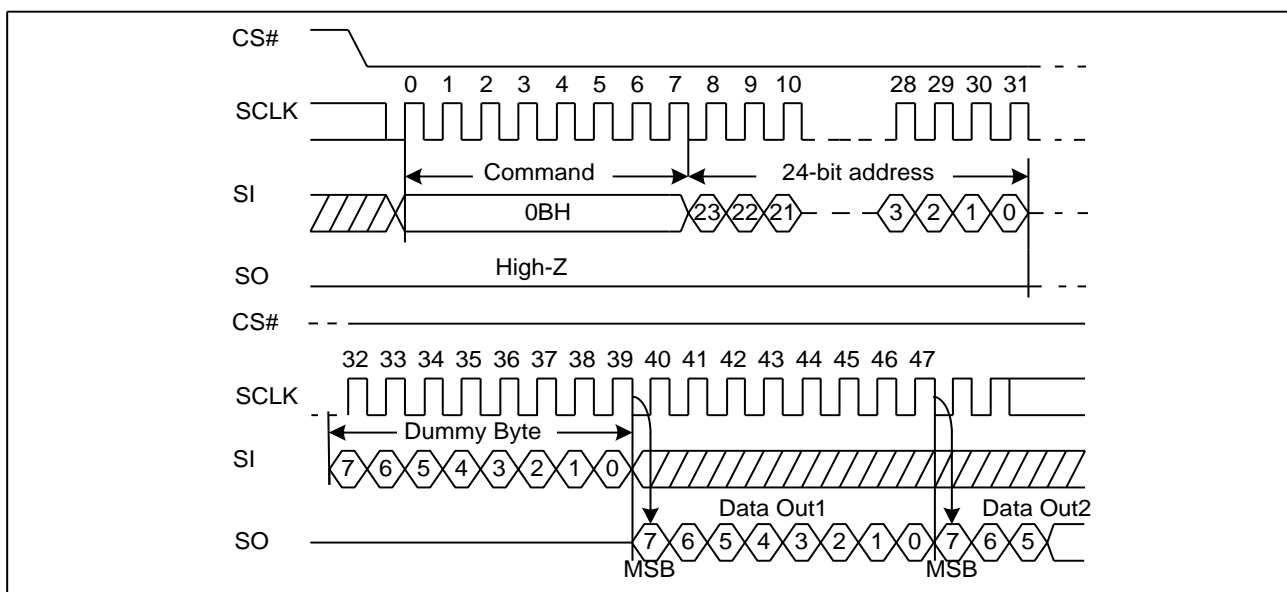 CS#
0 1 2 3 4 5 6 7 8 9 10 28 29 30 31
SCLK
Command 24-bit address
SI
0BH 23 22 21 3 2 1 0
High-Z
SO
CS#
32 33 34 35 36 37 38 39 40 41 42 43 44 45 46 47
SCLK
Dummy Byte
SI
7 6 5 4 3 2 1 0
Data Out1 Data Out2
SO
7 6 5 4 3 2 1 0 7 6 5
MSB MSB